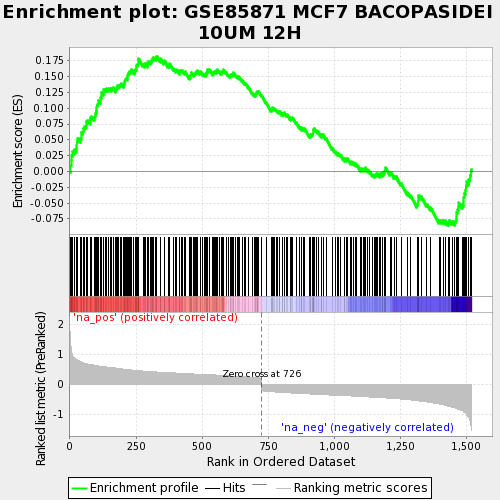 Enrichment plot: GSE85871 MCF7 BACOPASIDEI
10UM 12H
Enrichment score (ES)
0.175
0.150
0.125
0.100
0.075
0.050
0.025
0.000
-0.025
-0.050
-0.075
Ranked list metric (PreRanked)
2
1
0
-1
'na_pos' (positively correlated)
Zero cross at 726
'na_neg' (negatively correlated)
0
250
500
750
1,000
1,250
1,500
Rank in Ordered Dataset
Enrichment profile
Hits
Ranking metric scores